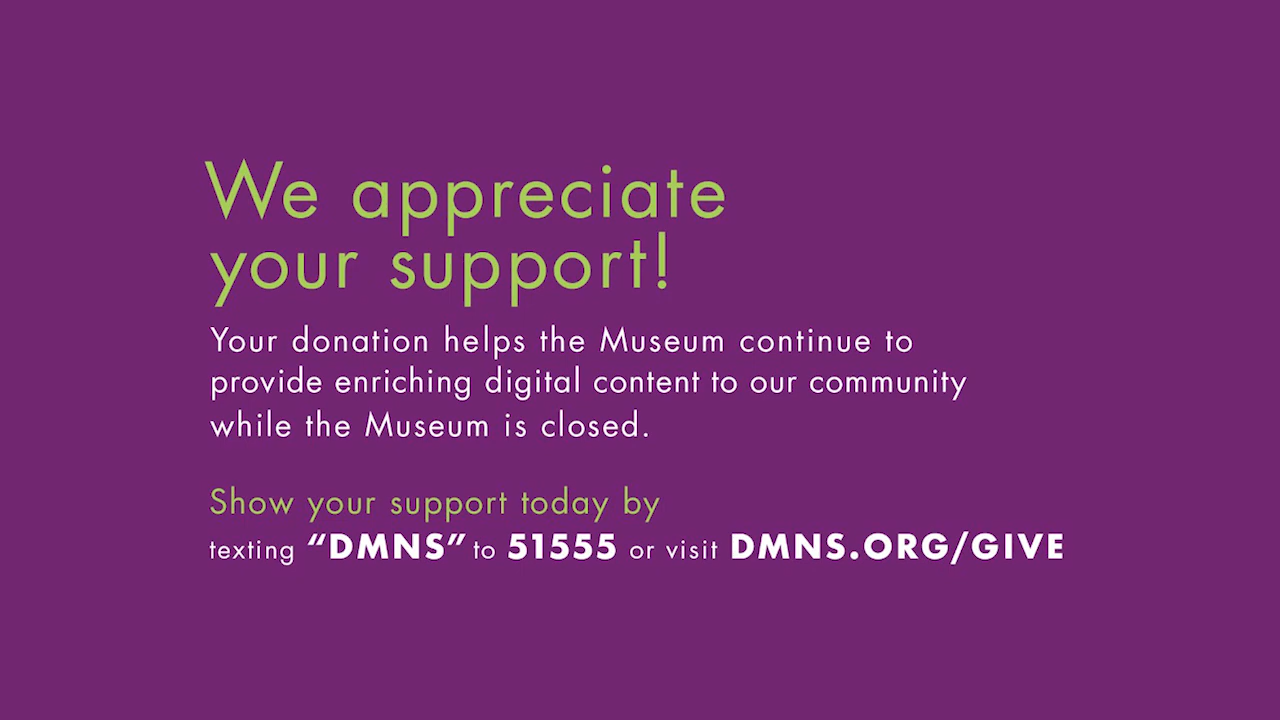 We appreciate
your support!
Your donation helps the Museum continue to
provide enriching digital content to our community
while the Museum is closed.
Show your support today by
texting “DMNS” to 51555 or visit DMNS.ORG/GIVE